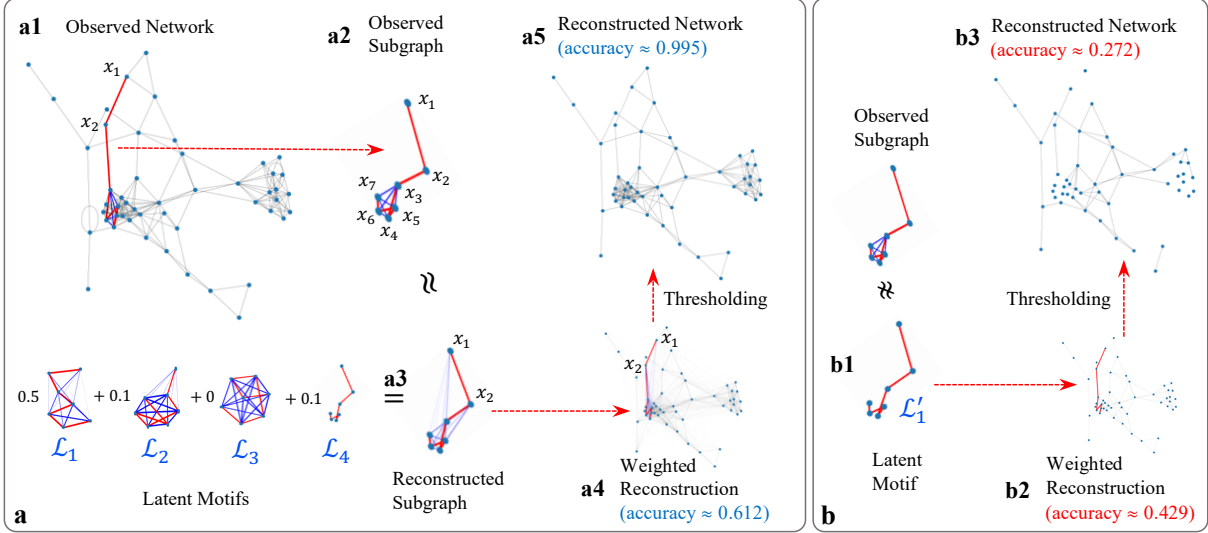 a1
Observed Network
x₁
x₂
a2
Observed
Subgraph
x₁
x₂
x₃
x₇
x₆
x₅
x₄
≈
a5
Reconstructed Network
(accuracy ≈ 0.995)
Thresholding
0.5
ℒ₁
+ 0.1
ℒ₂
+ 0
ℒ₃
+ 0.1
ℒ₄
Latent Motifs
a3
=
x₁
x₂
Reconstructed
Subgraph
x₁
x₂
a4
Weighted
Reconstruction
(accuracy ≈ 0.612)
a
b3
Reconstructed Network
(accuracy ≈ 0.272)
Observed
Subgraph
≉
b1
ℒ₁′
Latent
Motif
Thresholding
b2
Weighted
Reconstruction
(accuracy ≈ 0.429)
b